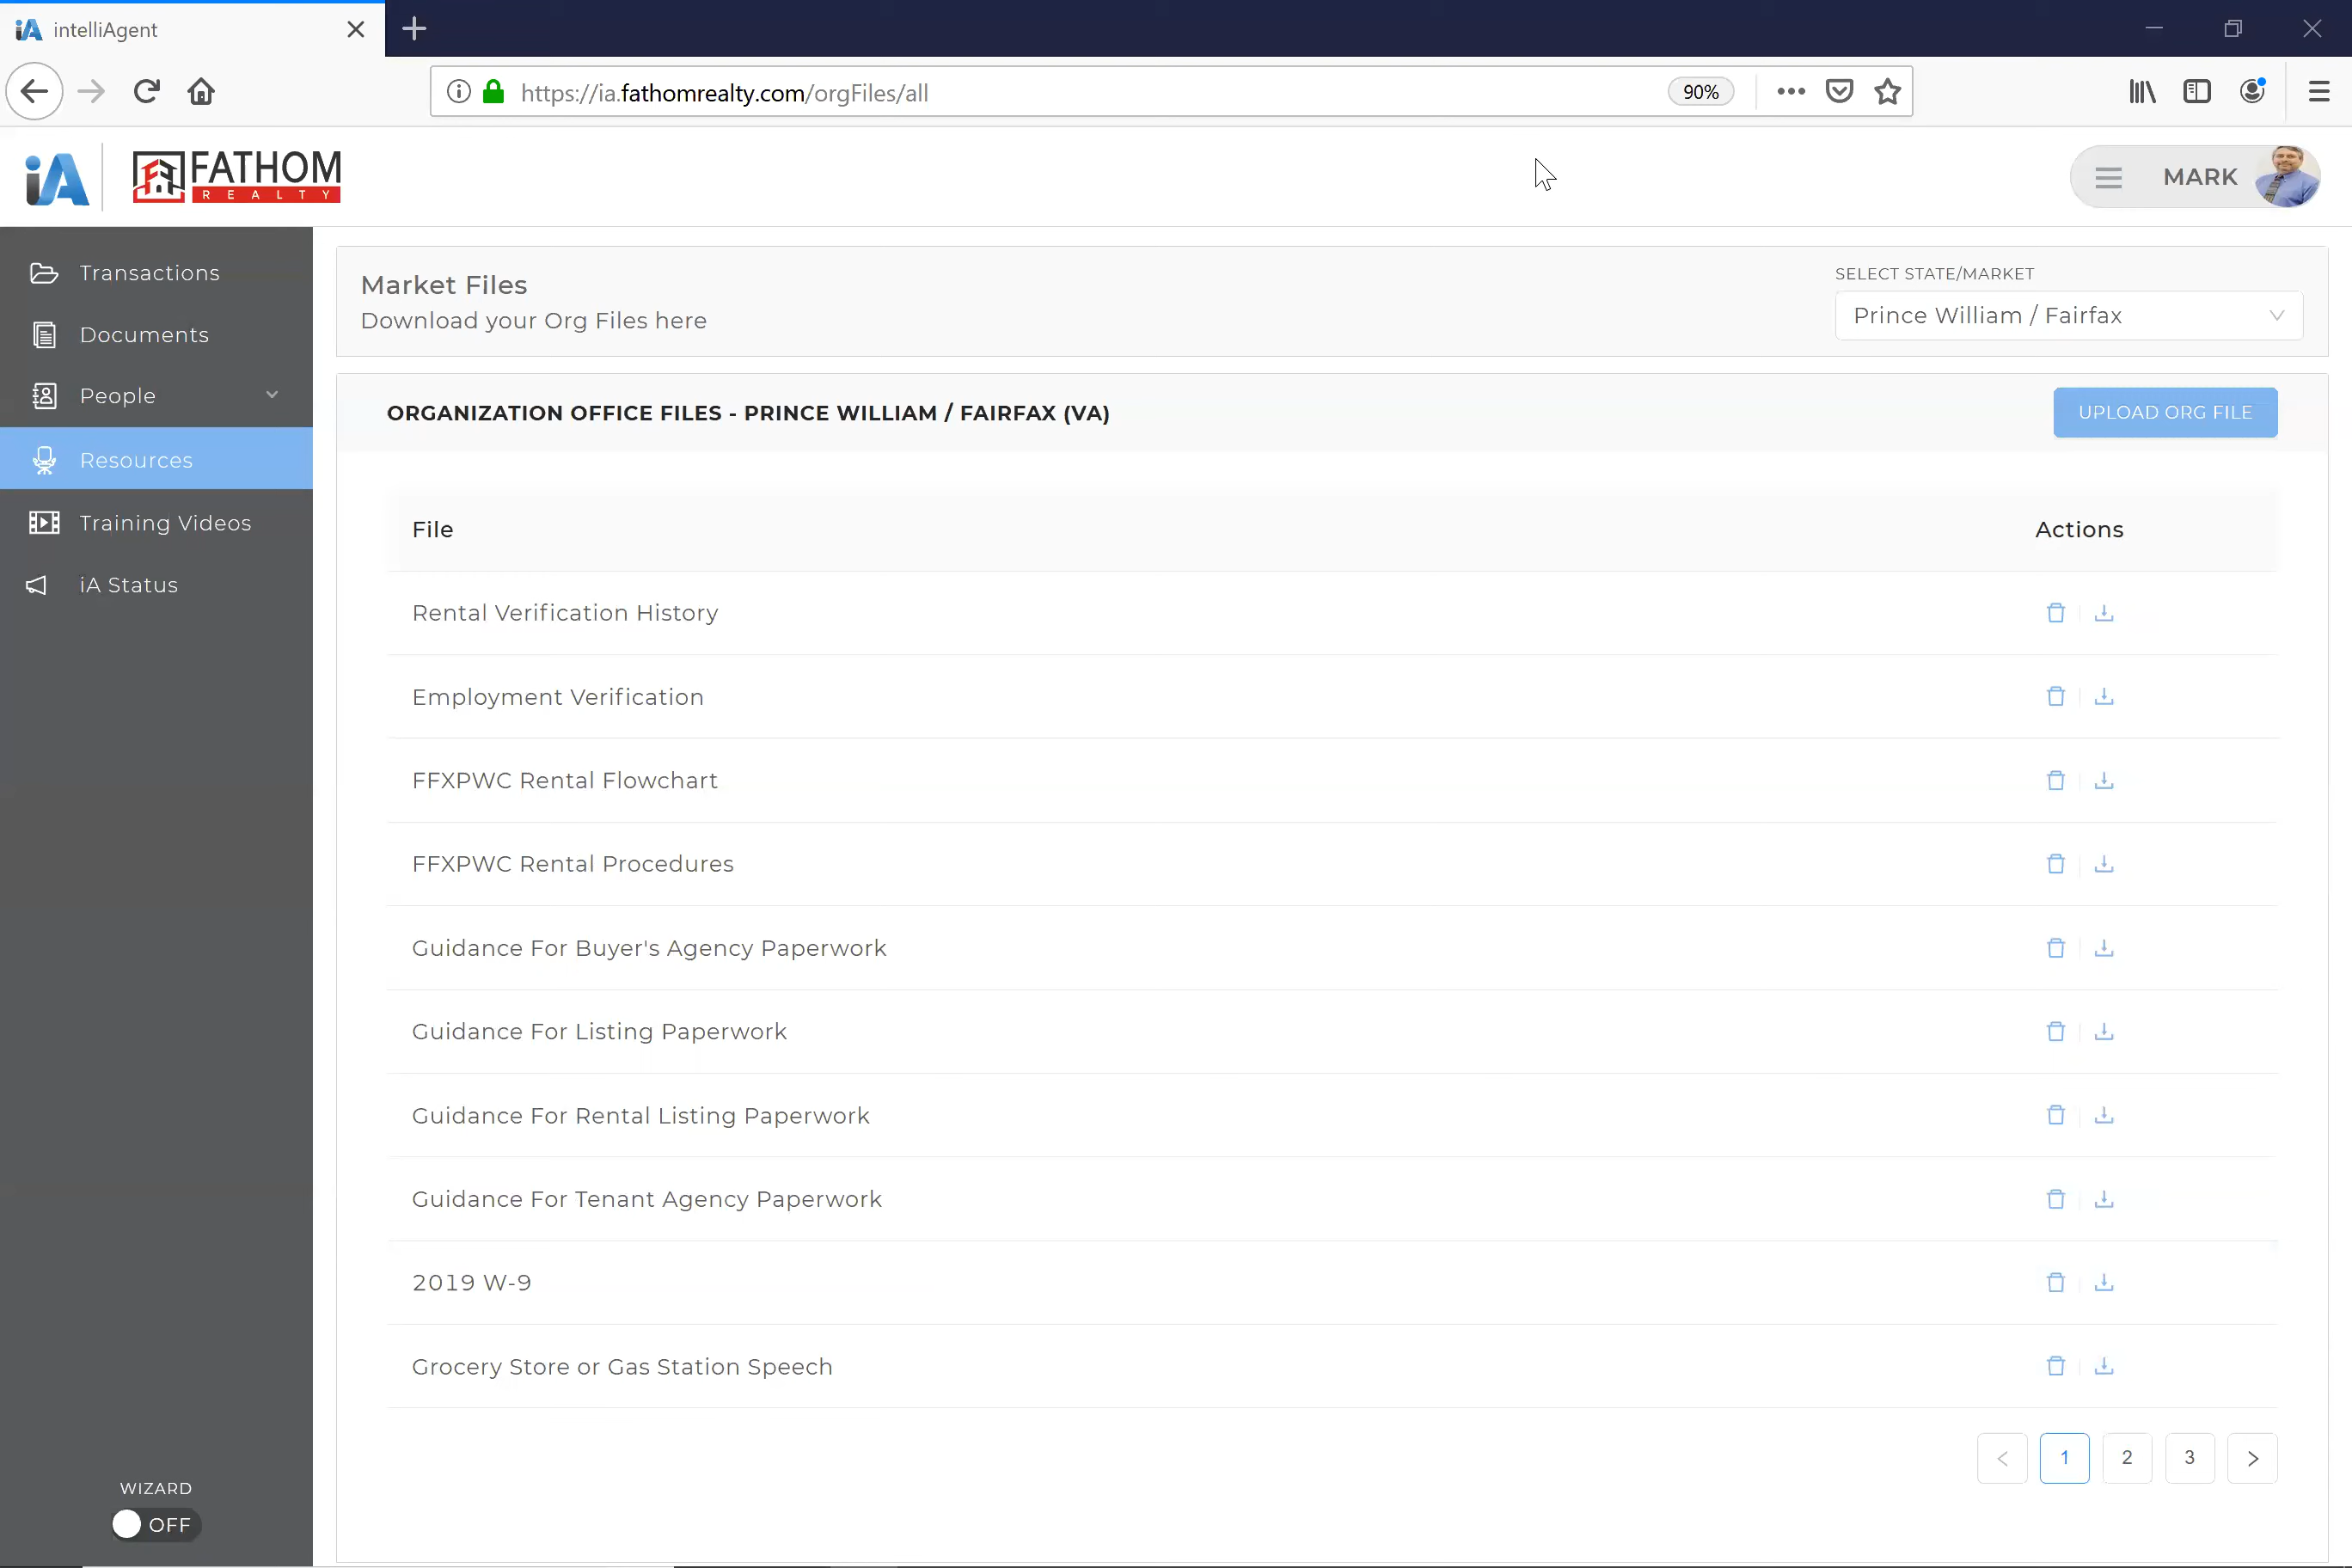 iA intelliAgent
https://ia.fathomrealty.com/orgFiles/all
90%
iA
FATHOM
REALTY
MARK
Transactions
Documents
People
Resources
Training Videos
iA Status
WIZARD
OFF
Market Files
Download your Org Files here
SELECT STATE/MARKET
Prince William / Fairfax
ORGANIZATION OFFICE FILES - PRINCE WILLIAM / FAIRFAX (VA)
UPLOAD ORG FILE
File Actions
Rental Verification History
Employment Verification
FFXPWC Rental Flowchart
FFXPWC Rental Procedures
Guidance For Buyer's Agency Paperwork
Guidance For Listing Paperwork
Guidance For Rental Listing Paperwork
Guidance For Tenant Agency Paperwork
2019 W-9
Grocery Store or Gas Station Speech
< 1 2 3 >